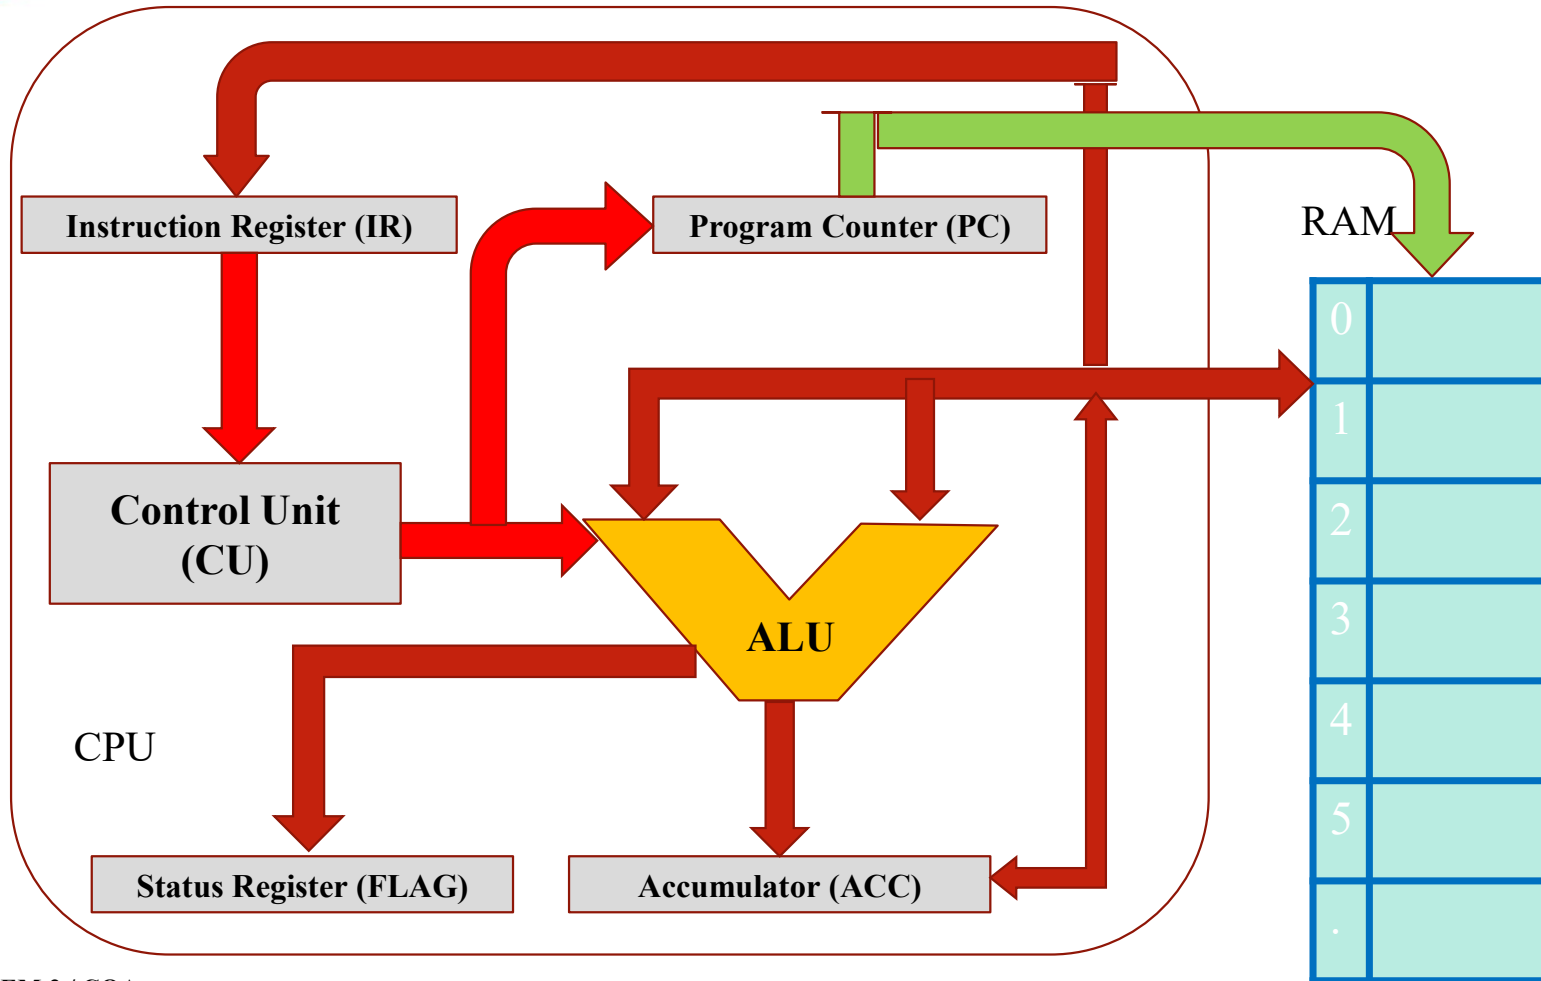 Instruction Register (IR)
Program Counter (PC)
RAM
0
Control Unit
(CU)
1
2
ALU
3
CPU
4
5
Status Register (FLAG)
Accumulator (ACC)
.